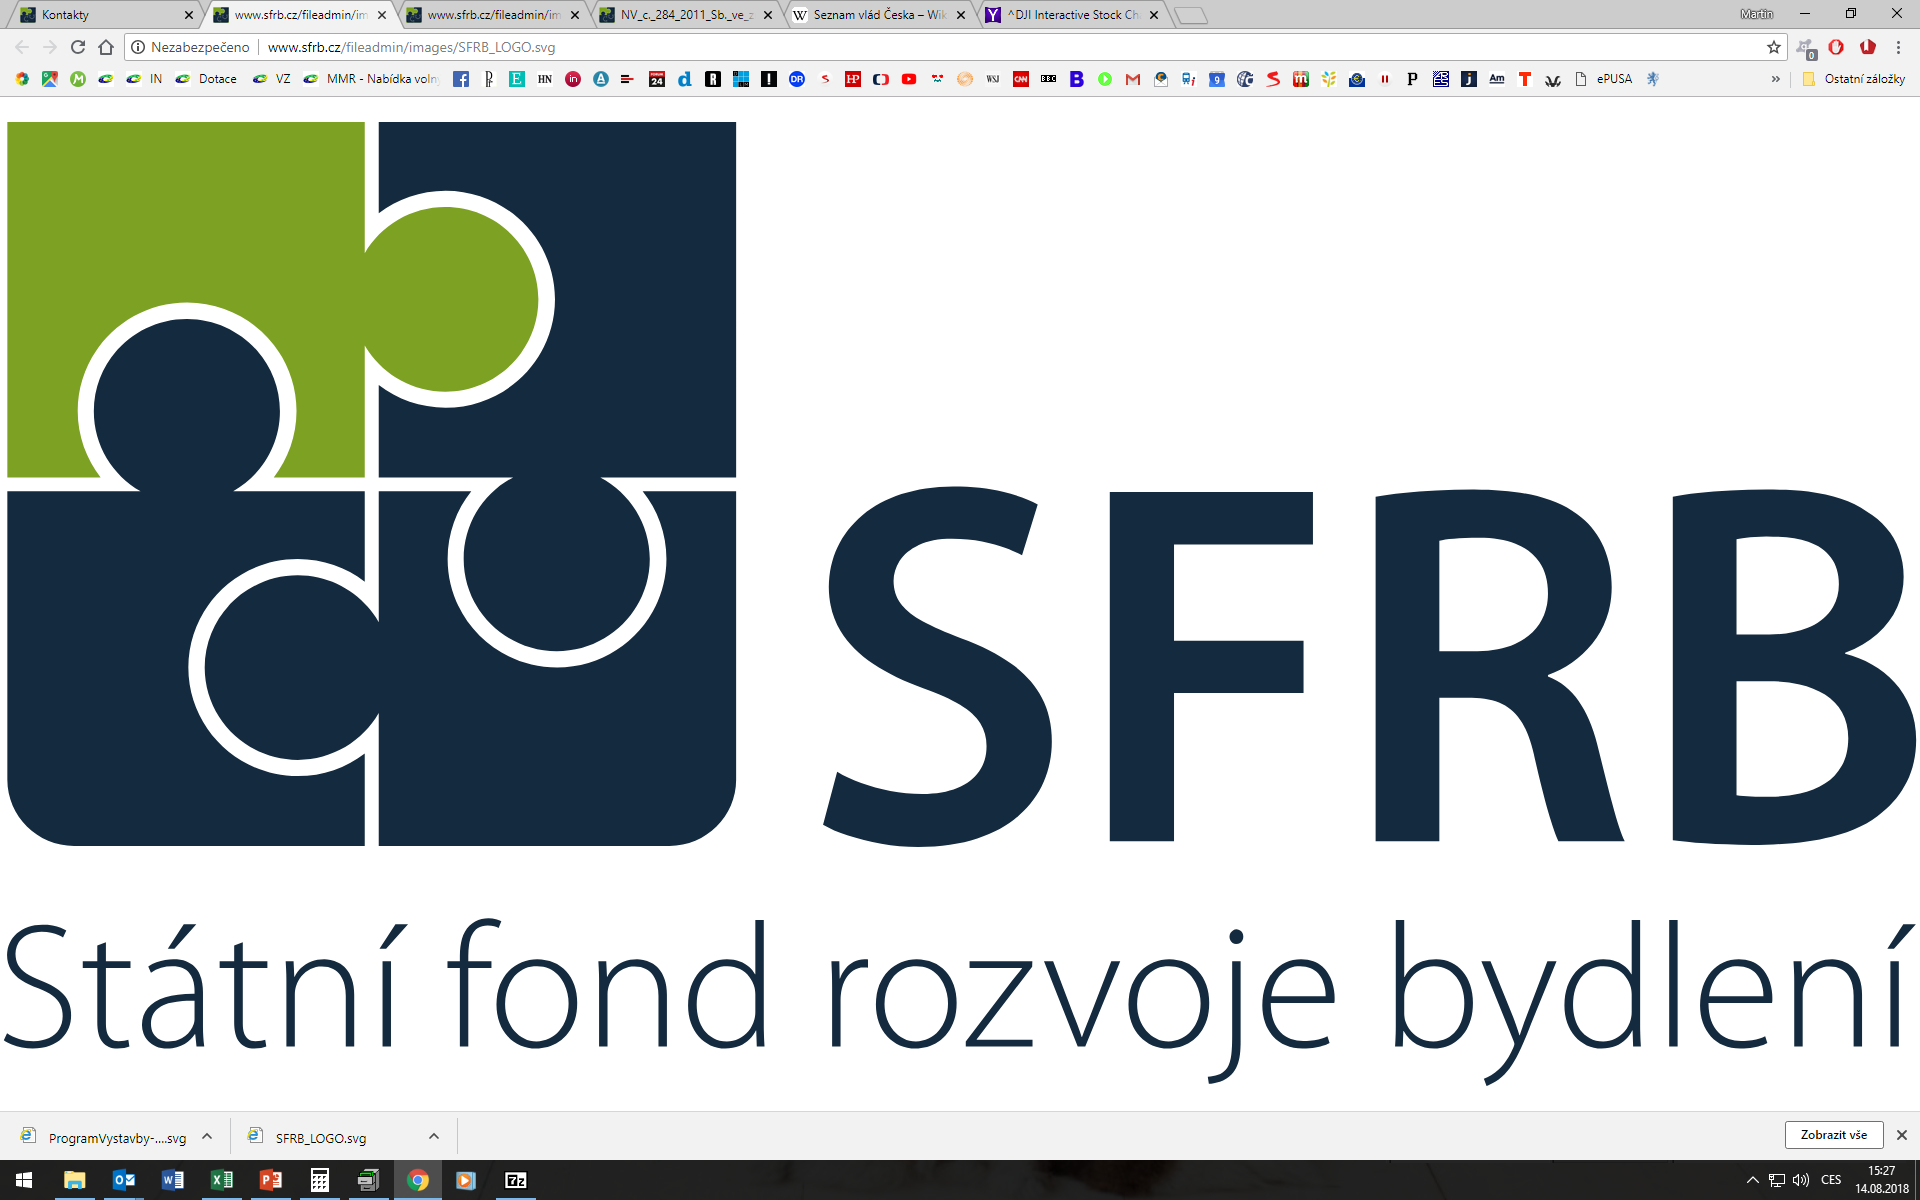 Kontakty
www.sfrb.cz/fileadmin/im
www.sfrb.cz/fileadmin/im
NV_c._284_2011_Sb._ve_z
Seznam vlád Česka – Wik
^DJI Interactive Stock Ch
Martin
Nezabezpečeno
www.sfrb.cz/fileadmin/images/SFRB_LOGO.svg
IN
Dotace
VZ
MMR - Nabídka voln
ePUSA
»
Ostatní záložky
SFRB
Státní fond rozvoje bydlení
ProgramVystavby-....svg
SFRB_LOGO.svg
Zobrazit vše
CES
15:27
14.08.2018